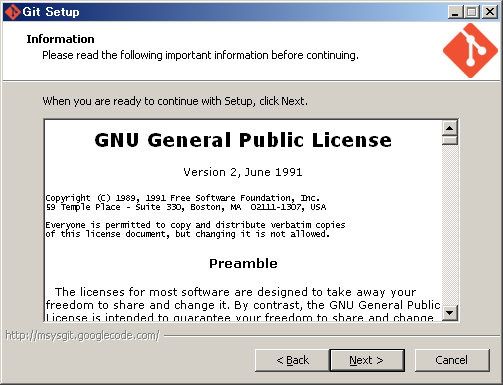 Git Setup
Information
Please read the following important information before continuing.
When you are ready to continue with Setup, click Next.
GNU General Public License
Version 2, June 1991
Copyright (C) 1989, 1991 Free Software Foundation, Inc.
59 Temple Place - Suite 330, Boston, MA  02111-1307, USA
Everyone is permitted to copy and distribute verbatim copies
of this license document, but changing it is not allowed.
Preamble
The licenses for most software are designed to take away your
freedom to share and change it. By contrast, the GNU General Public
License is intended to guarantee your freedom to share and change
http://msysgit.googlecode.com/
< Back
Next >
Cancel